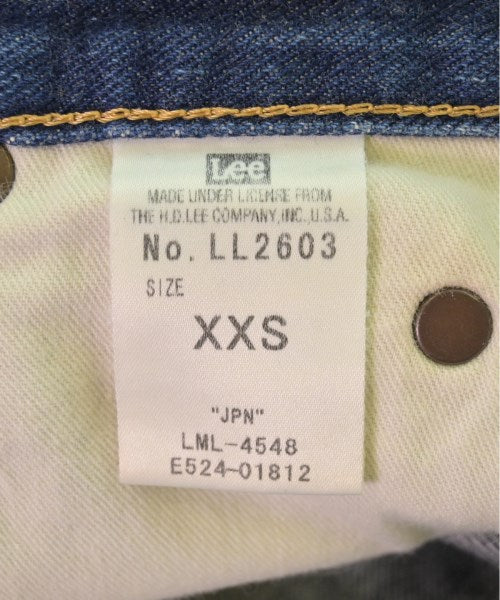 Lee
MADE UNDER LICENSE FROM
THE H.D.LEE COMPANY,INC.U.S.A.
No. LL2603
SIZE
XXS
"JPN"
LML-4548
E524-01812